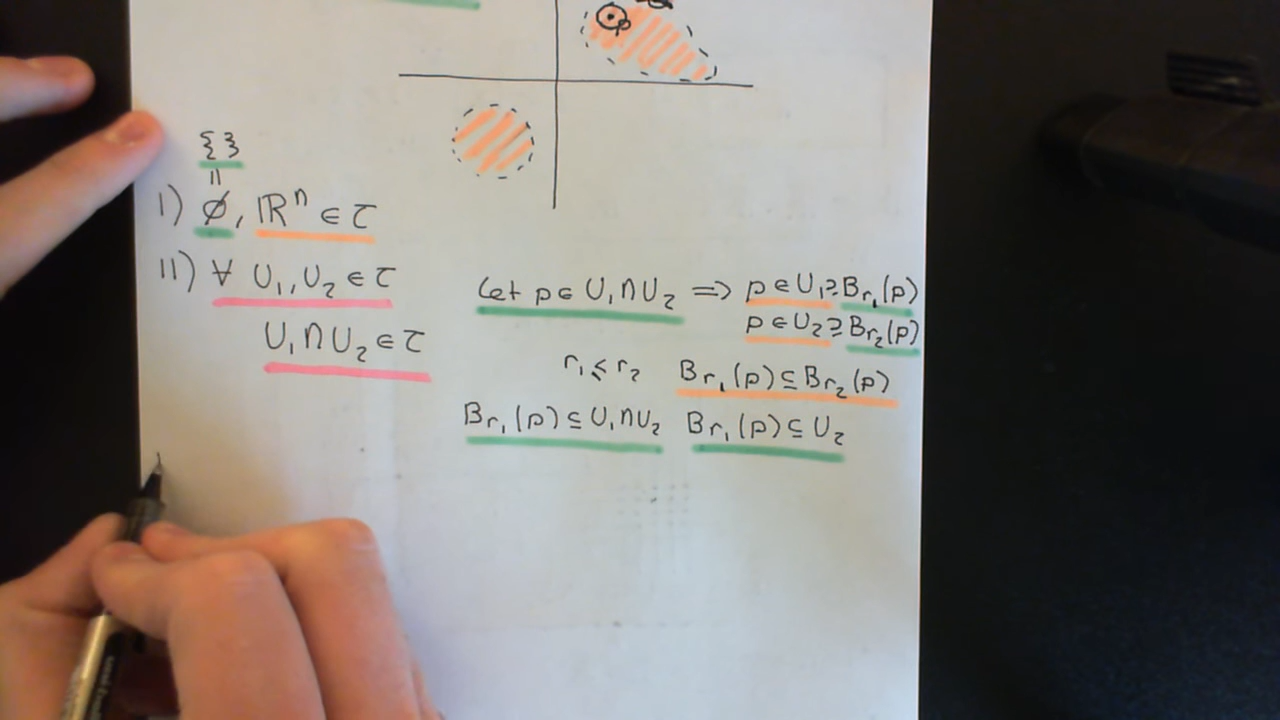 p
{}
=
I) ∅, ℝⁿ ∈ τ
II) ∀ U₁, U₂ ∈ τ
U₁ ∩ U₂ ∈ τ
Let p ∈ U₁ ∩ U₂ ⇒ p ∈ U₁ ⊇ B_{r₁}(p)
p ∈ U₂ ⊇ B_{r₂}(p)
r₁ ≤ r₂ B_{r₁}(p) ⊆ B_{r₂}(p)
B_{r₁}(p) ⊆ U₁ ∩ U₂ B_{r₁}(p) ⊆ U₂